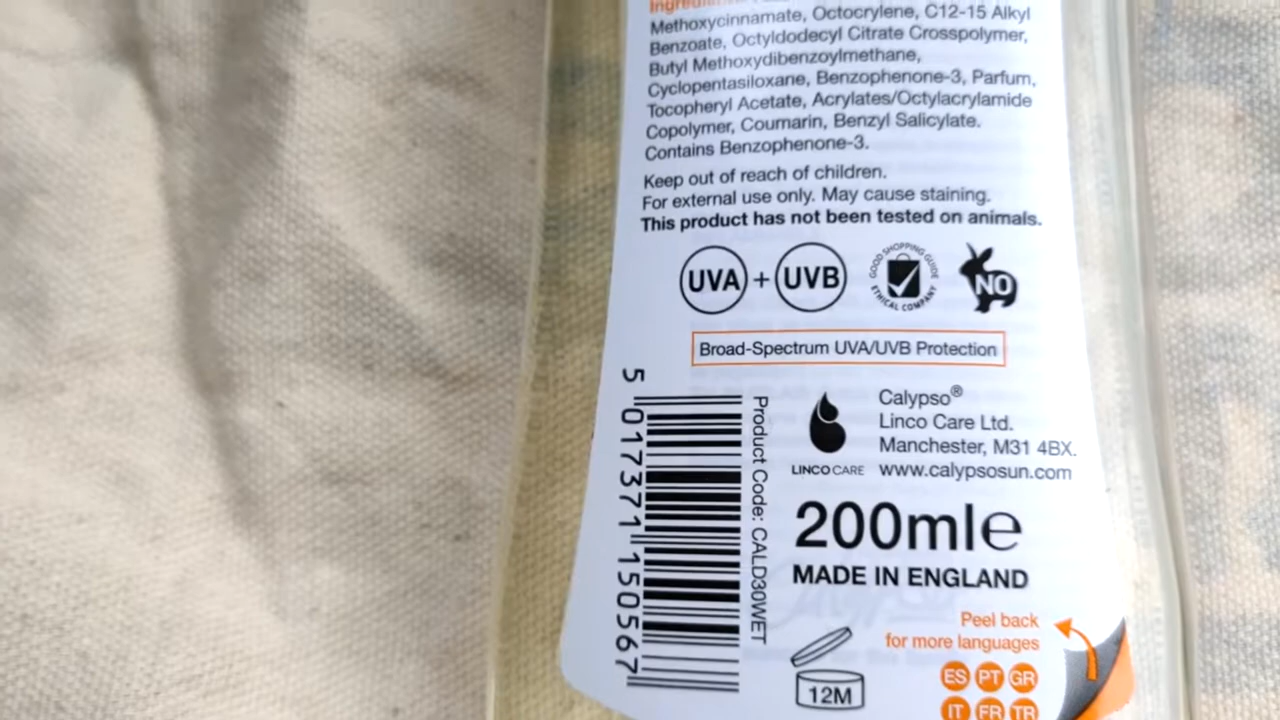 Methoxycinnamate, Octocrylene, C12-15 Alkyl
Benzoate, Octyldodecyl Citrate Crosspolymer,
Butyl Methoxydibenzoylmethane,
Cyclopentasiloxane, Benzophenone-3, Parfum,
Tocopheryl Acetate, Acrylates/Octylacrylamide
Copolymer, Coumarin, Benzyl Salicylate.
Contains Benzophenone-3.
Keep out of reach of children.
For external use only. May cause staining.
This product has not been tested on animals.
UVA + UVB
GOOD SHOPPING GUIDE
ETHICAL COMPANY
NO
Broad-Spectrum UVA/UVB Protection
5 017371 150567
Product Code: CALD30WET
LINCO CARE
Calypso®
Linco Care Ltd.
Manchester, M31 4BX.
www.calypsosun.com
200mle
MADE IN ENGLAND
12M
Peel back
for more languages
ES PT GR
IT FR TR